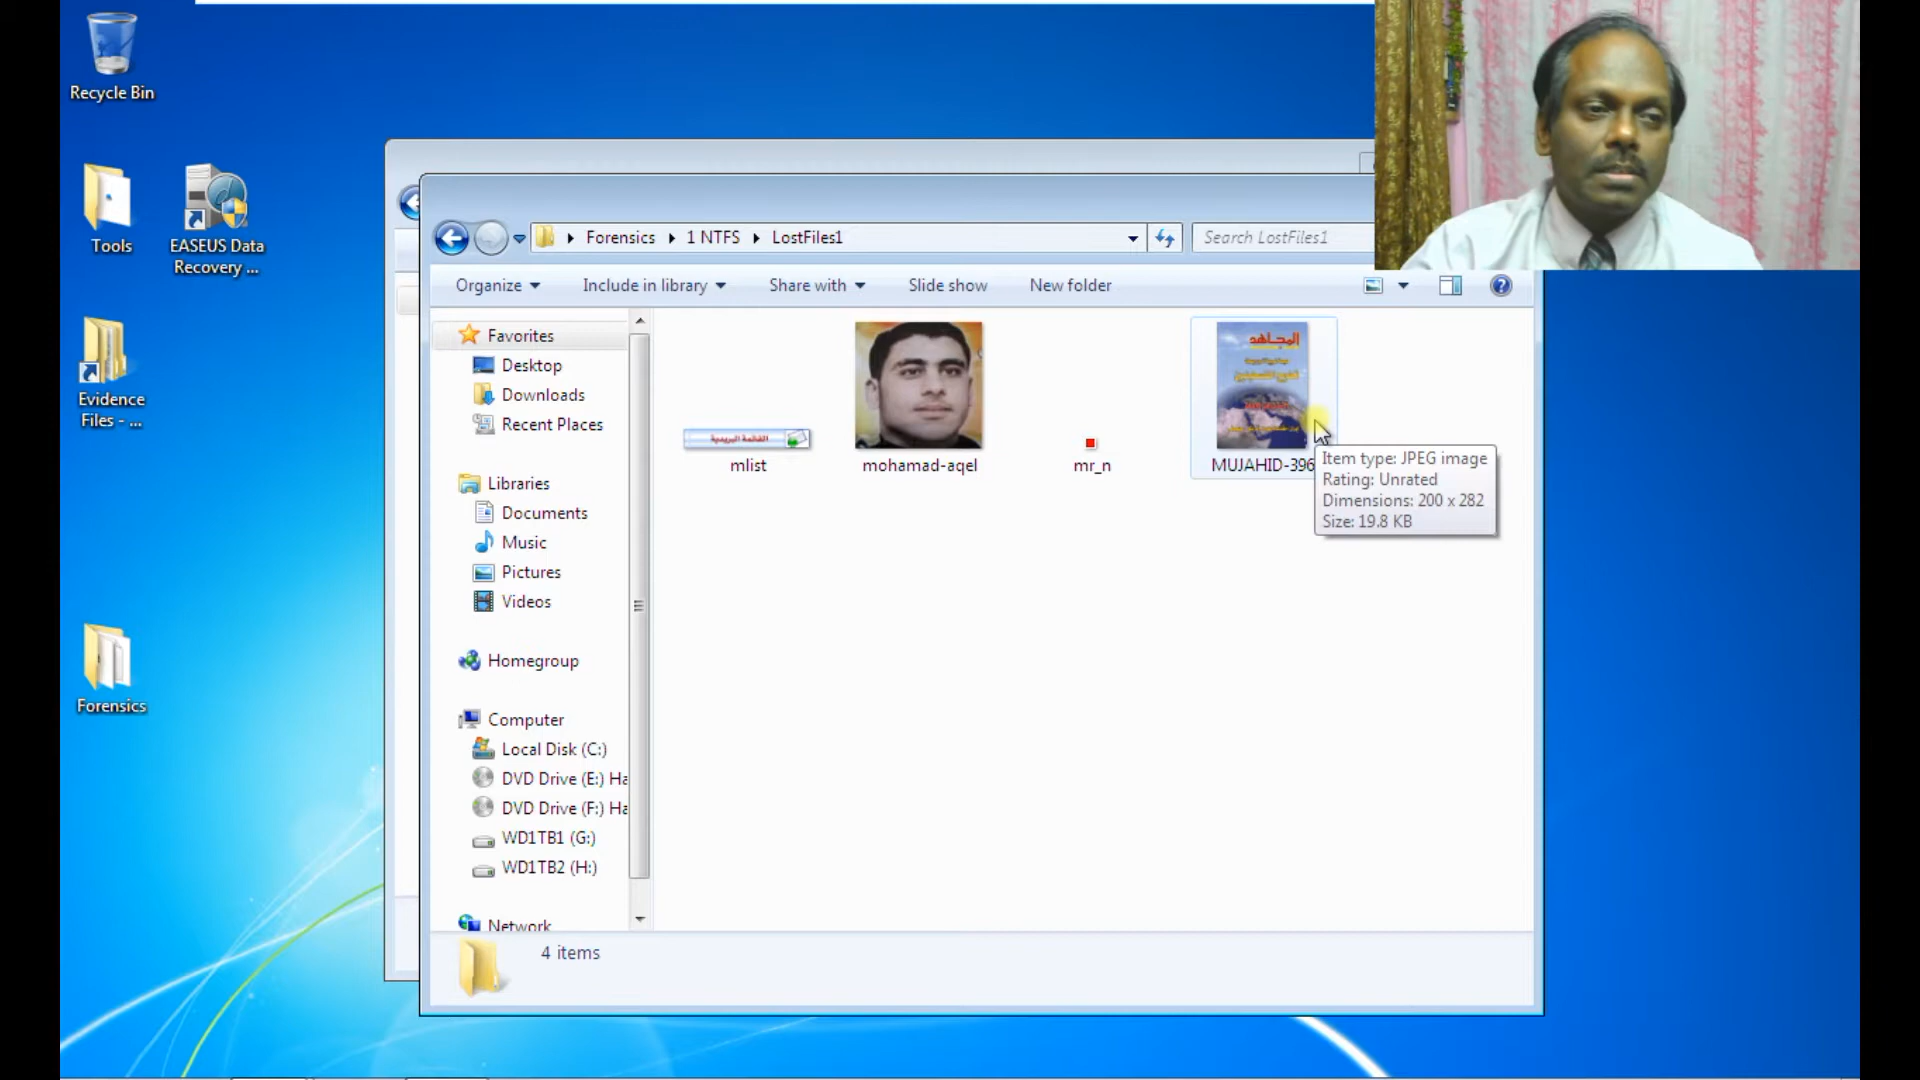 Recycle Bin
Tools
EASEUS Data
Recovery ...
Evidence
Files - ...
Forensics
Forensics
1 NTFS
LostFiles1
Search LostFiles1
Organize
Include in library
Share with
Slide show
New folder
Favorites
Desktop
Downloads
Recent Places
Libraries
Documents
Music
Pictures
Videos
Homegroup
Computer
Local Disk (C:)
DVD Drive (E:) Ha
DVD Drive (F:) Ha
WD1TB1 (G:)
WD1TB2 (H:)
Network
القائمة البريدية
mlist
mohamad-aqel
mr_n
المجاهد
MUJAHID-396
Item type: JPEG image
Rating: Unrated
Dimensions: 200 x 282
Size: 19.8 KB
4 items